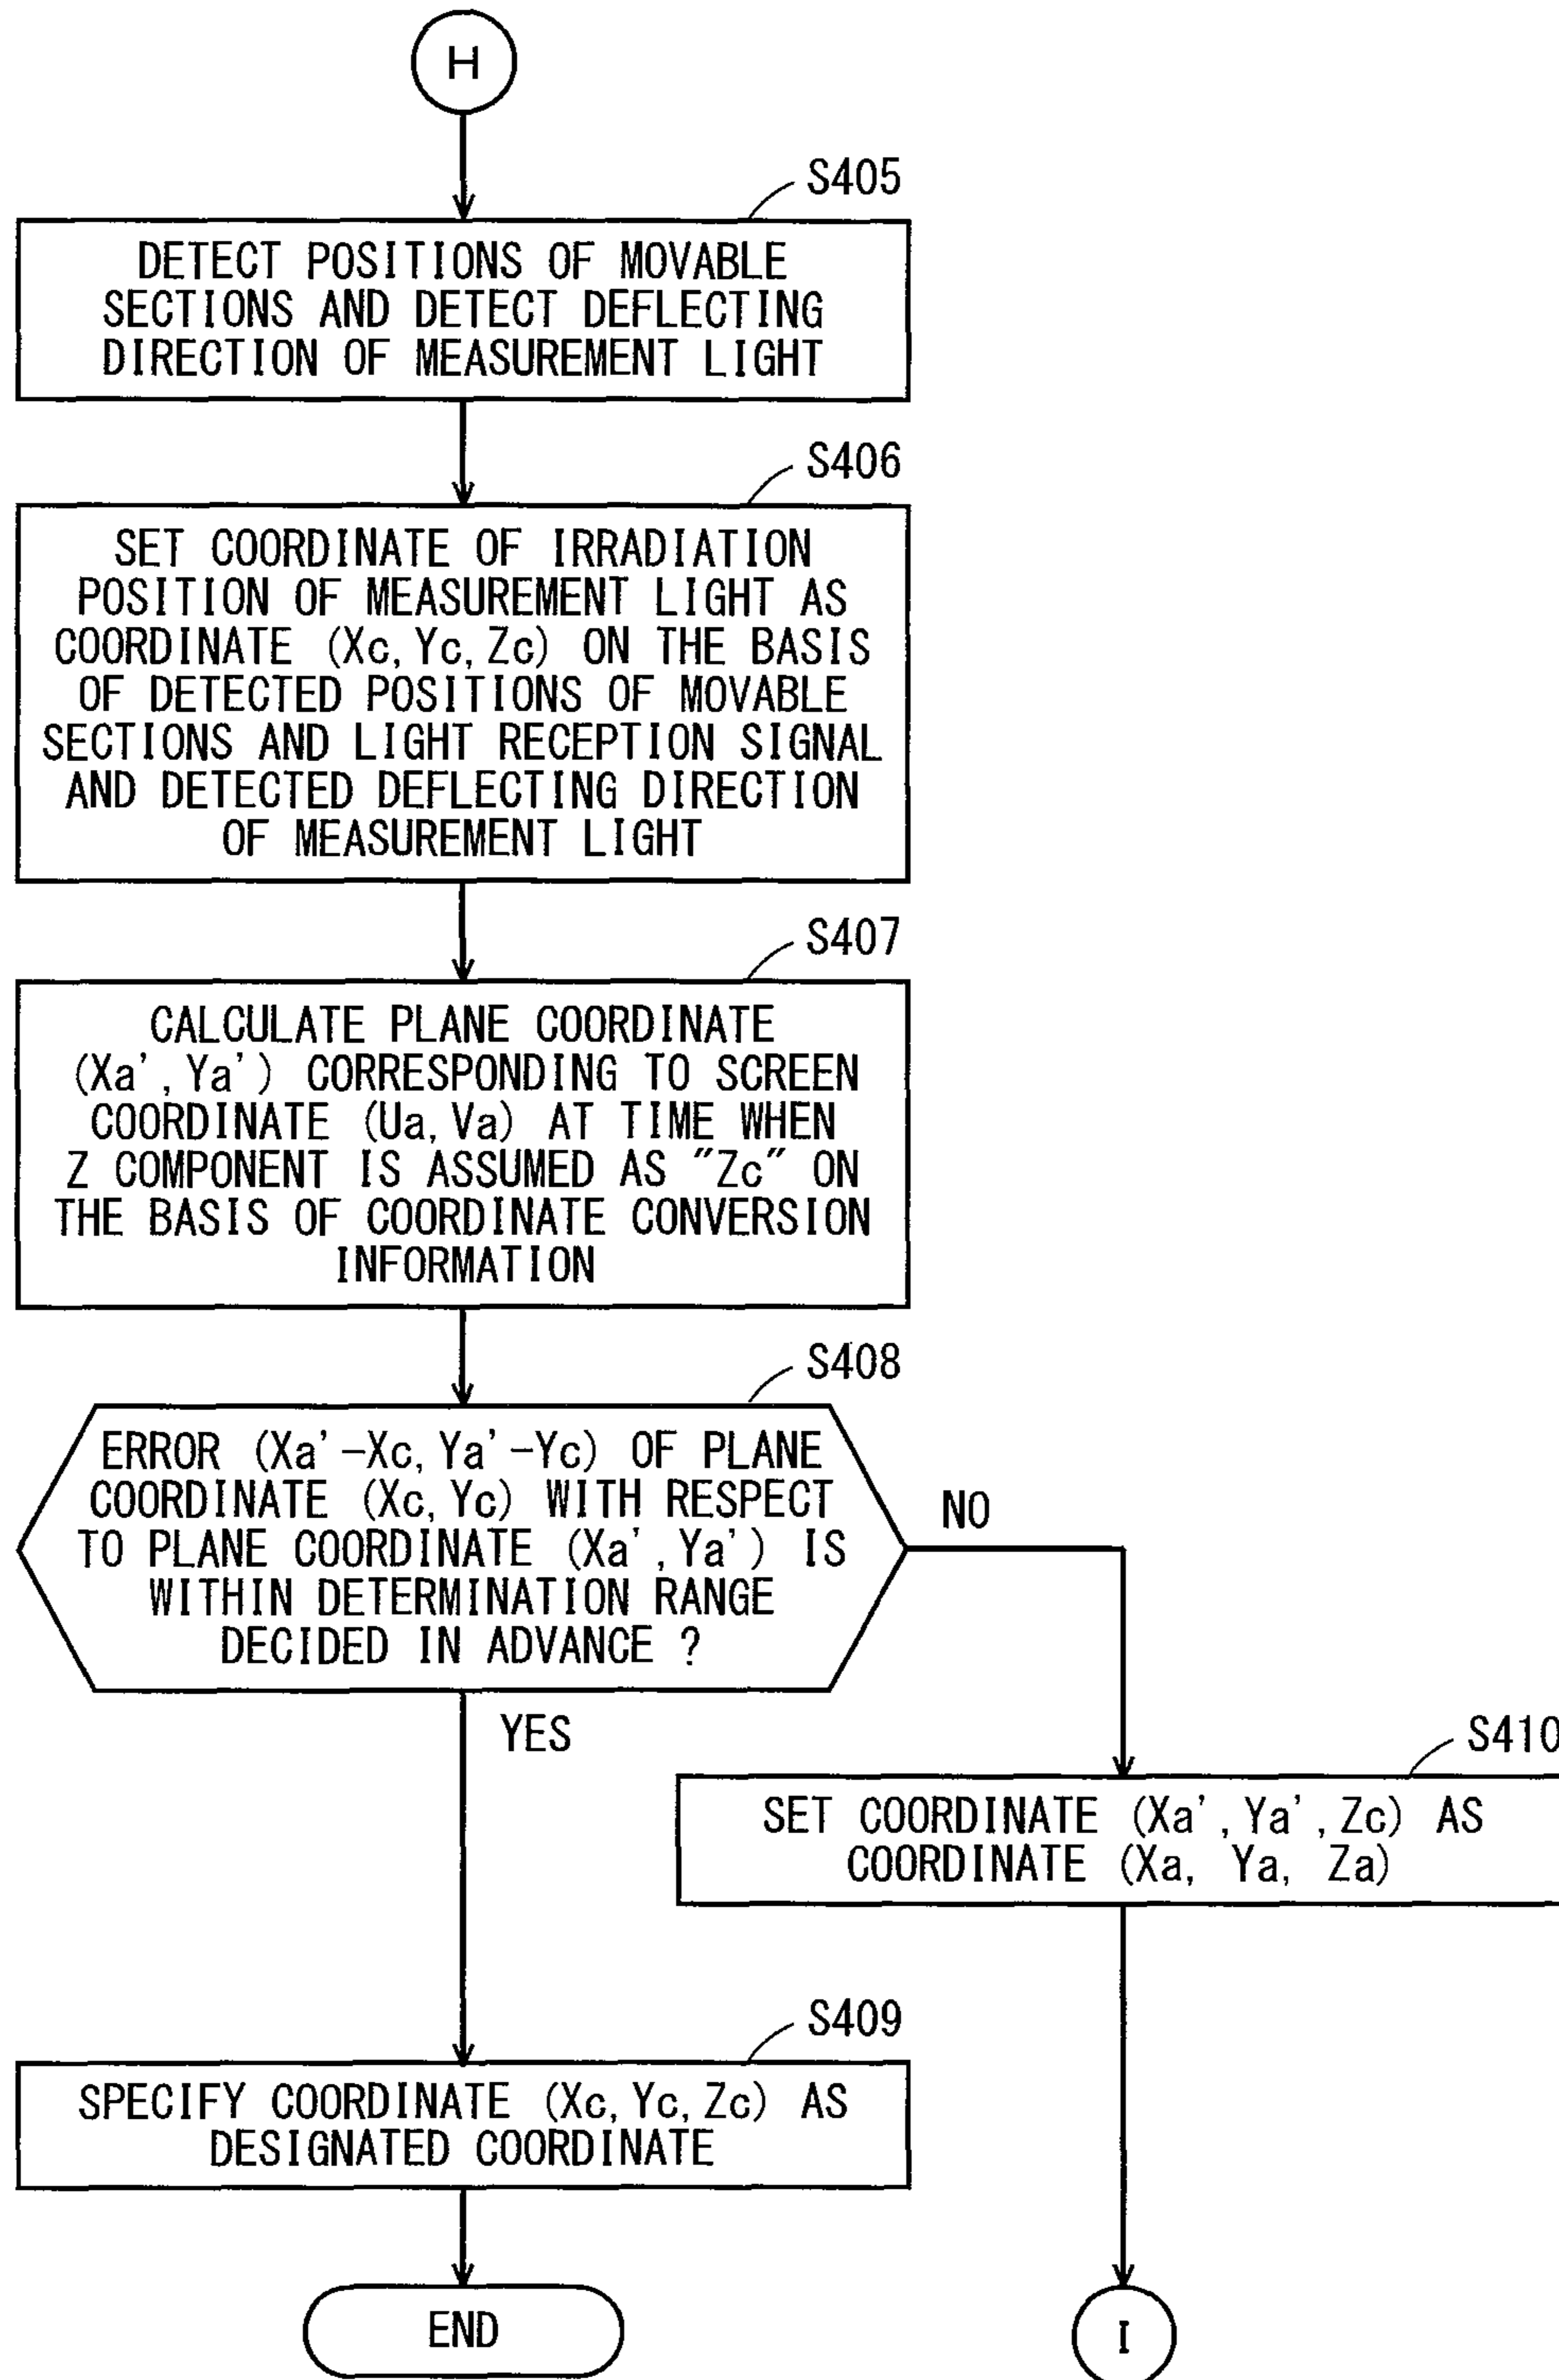 H
S405
DETECT POSITIONS OF MOVABLE
SECTIONS AND DETECT DEFLECTING
DIRECTION OF MEASUREMENT LIGHT
S406
SET COORDINATE OF IRRADIATION
POSITION OF MEASUREMENT LIGHT AS
COORDINATE (Xc, Yc, Zc) ON THE BASIS
OF DETECTED POSITIONS OF MOVABLE
SECTIONS AND LIGHT RECEPTION SIGNAL
AND DETECTED DEFLECTING DIRECTION
OF MEASUREMENT LIGHT
S407
CALCULATE PLANE COORDINATE
(Xa', Ya') CORRESPONDING TO SCREEN
COORDINATE (Ua, Va) AT TIME WHEN
Z COMPONENT IS ASSUMED AS "Zc" ON
THE BASIS OF COORDINATE CONVERSION
INFORMATION
S408
ERROR (Xa'-Xc, Ya'-Yc) OF PLANE
COORDINATE (Xc, Yc) WITH RESPECT
TO PLANE COORDINATE (Xa', Ya') IS
WITHIN DETERMINATION RANGE
DECIDED IN ADVANCE ?
NO
YES
S410
SET COORDINATE (Xa', Ya', Zc) AS
COORDINATE (Xa, Ya, Za)
S409
SPECIFY COORDINATE (Xc, Yc, Zc) AS
DESIGNATED COORDINATE
END
I